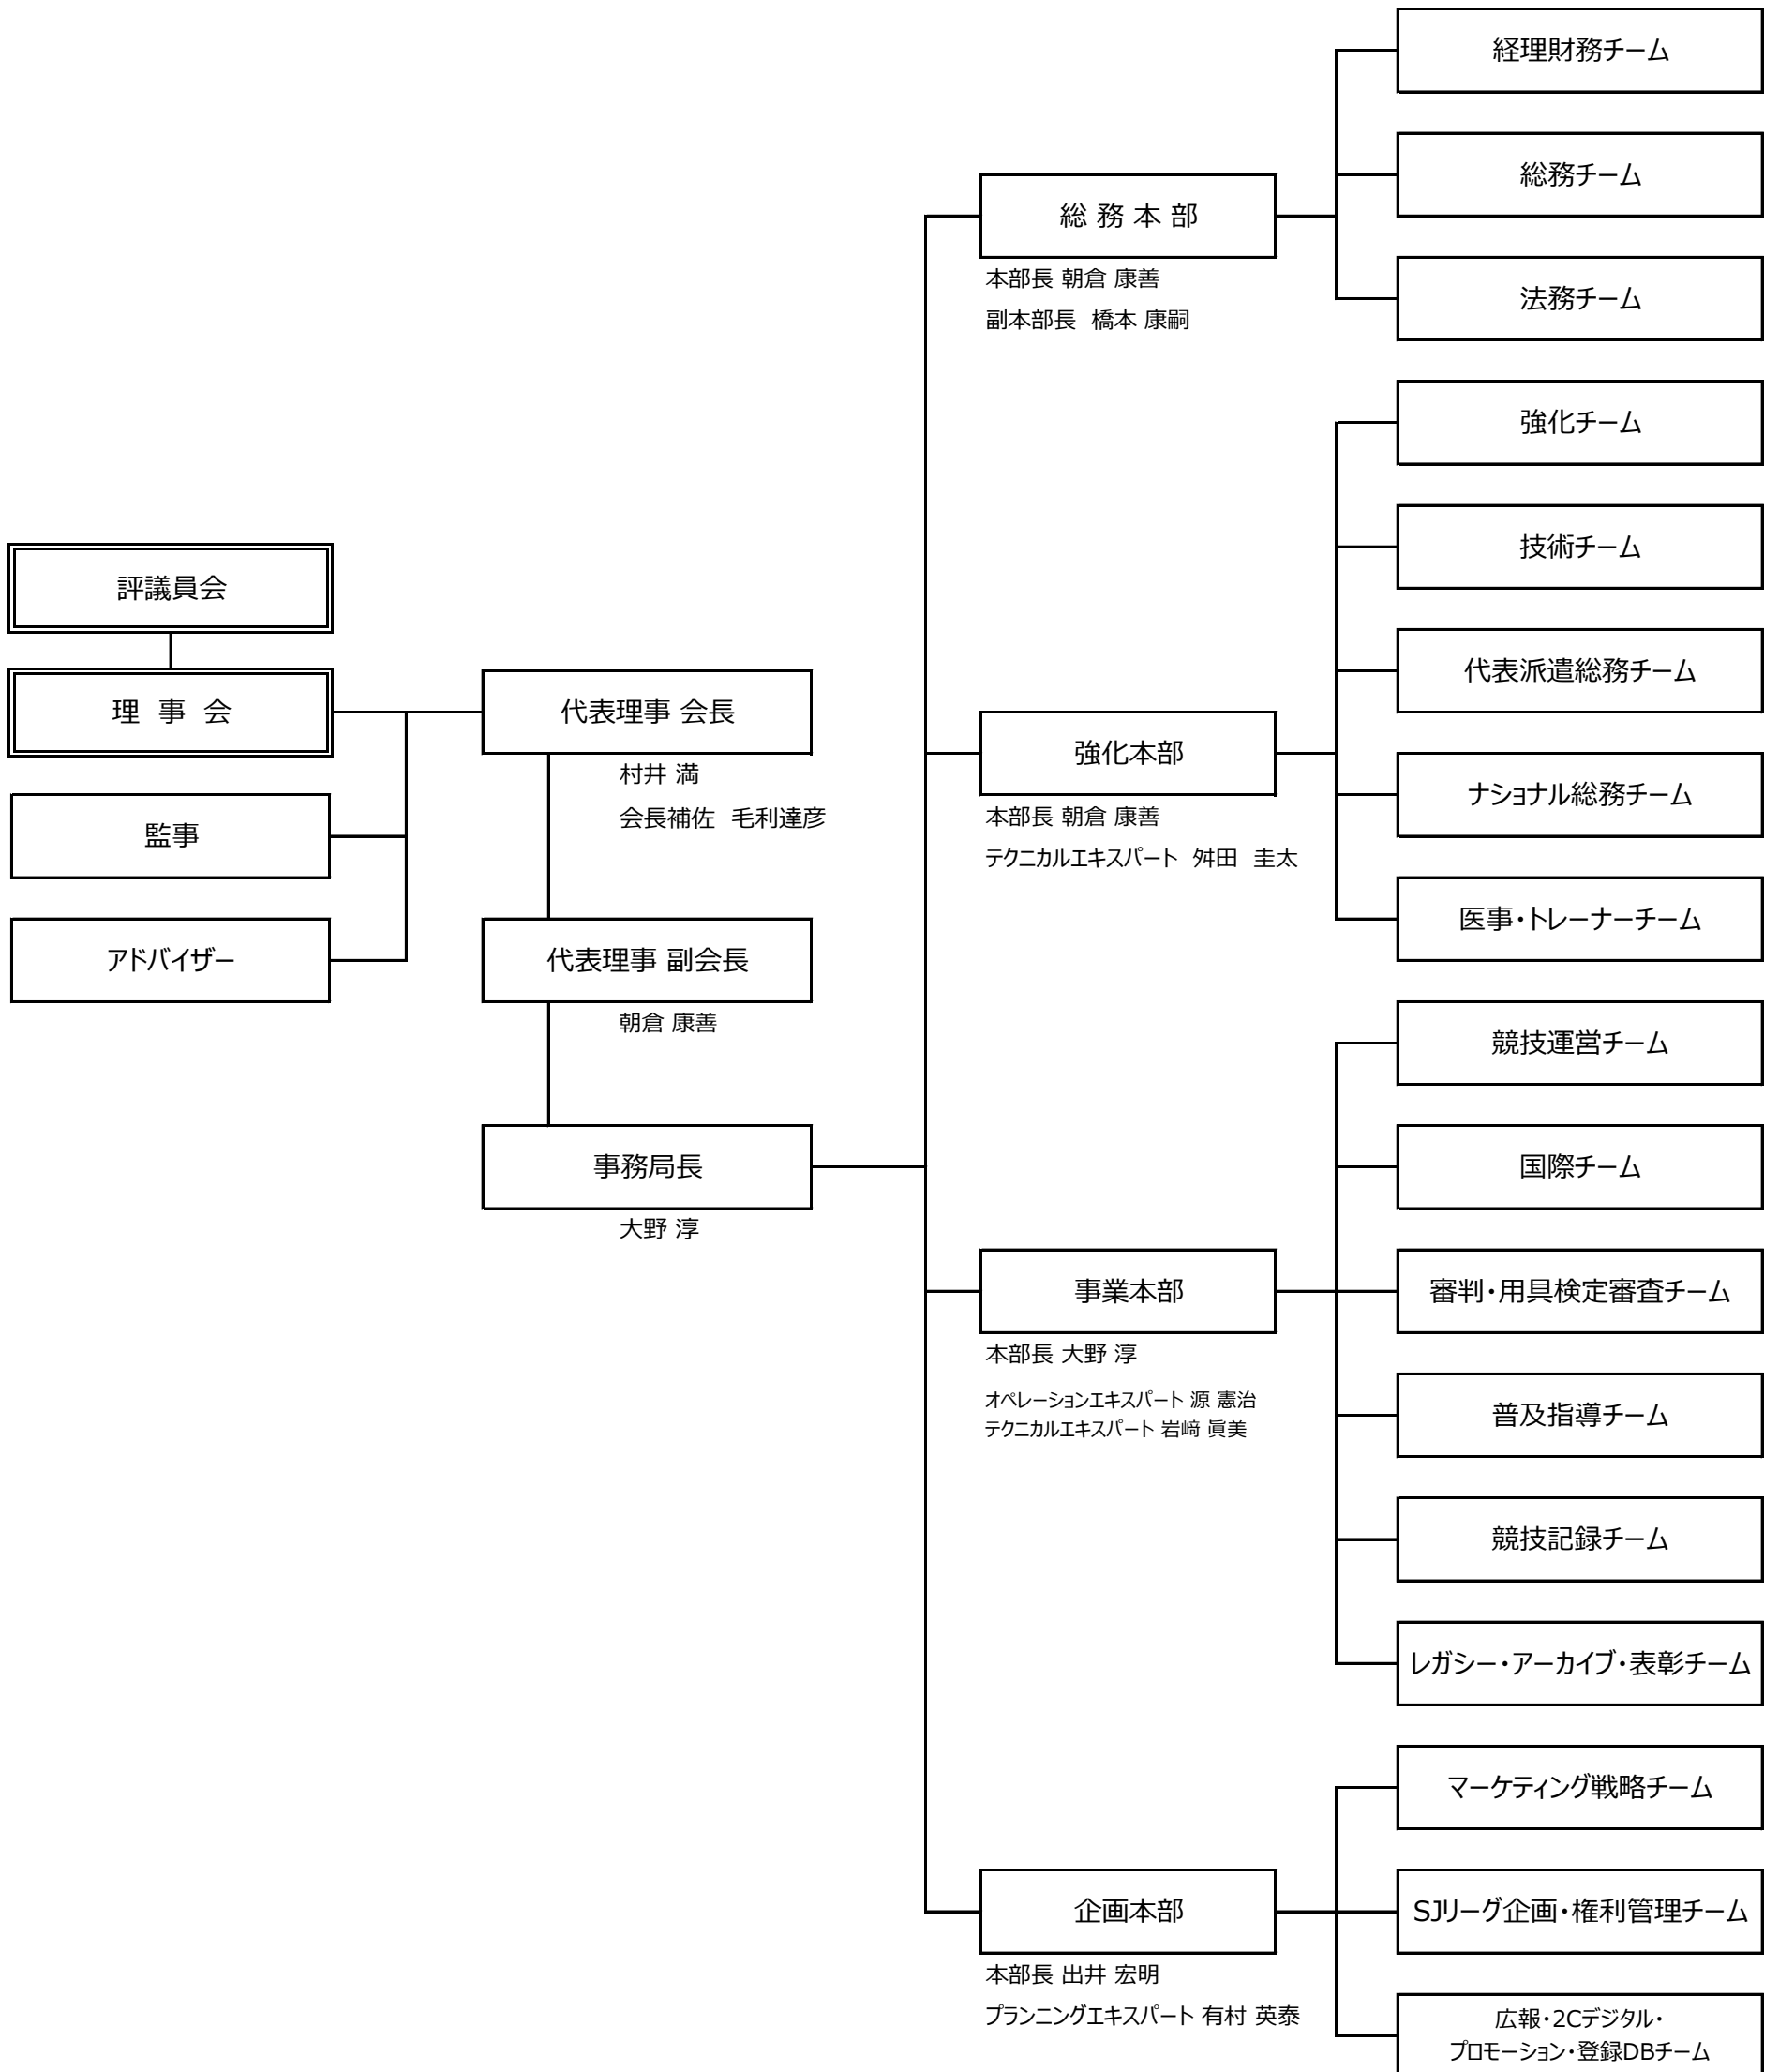 評議員会
理 事 会
監事
アドバイザー
代表理事 会長
村井 満
会長補佐 毛利達彦
代表理事 副会長
朝倉 康善
事務局長
大野 淳
総 務 本 部
本部長 朝倉 康善
副本部長 橋本 康嗣
経理財務チーム
総務チーム
法務チーム
強化本部
本部長 朝倉 康善
テクニカルエキスパート 舛田 圭太
強化チーム
技術チーム
代表派遣総務チーム
ナショナル総務チーム
医事・トレーナーチーム
事業本部
本部長 大野 淳
オペレーションエキスパート 源 憲治
テクニカルエキスパート 岩﨑 眞美
競技運営チーム
国際チーム
審判・用具検定審査チーム
普及指導チーム
競技記録チーム
レガシー・アーカイブ・表彰チーム
企画本部
本部長 出井 宏明
プランニングエキスパート 有村 英泰
マーケティング戦略チーム
SJリーグ企画・権利管理チーム
広報・2Cデジタル・
プロモーション・登録DBチーム